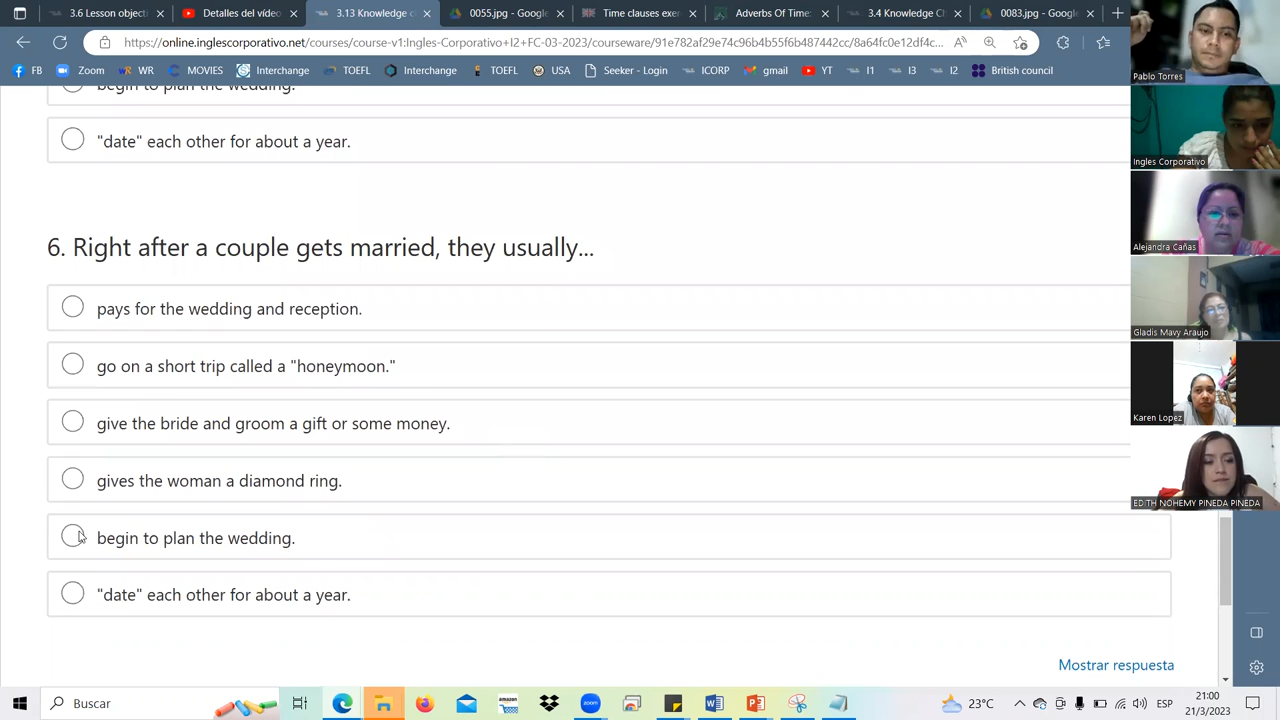 3.6 Lesson objecti
Detalles del vídeo
3.13 Knowledge c
0055.jpg - Google
Time clauses exer
Adverbs Of Time:
3.4 Knowledge Ch
0083.jpg - Google
https://online.inglescorporativo.net/courses/course-v1:Ingles-Corporativo+I2+FC-03-2023/courseware/91e782af29e74c96b4b55f6b487442cc/8a64fc0e12df4c...
FB
Zoom
WR
MOVIES
Interchange
TOEFL
Interchange
TOEFL
USA
Seeker - Login
ICORP
gmail
YT
I1
I3
I2
British council
begin to plan the wedding.
"date" each other for about a year.
6. Right after a couple gets married, they usually...
pays for the wedding and reception.
go on a short trip called a "honeymoon."
give the bride and groom a gift or some money.
gives the woman a diamond ring.
begin to plan the wedding.
"date" each other for about a year.
Mostrar respuesta
Pablo Torres
Ingles Corporativo
Alejandra Cañas
Gladis Mavy Araujo
Karen Lopez
EDITH NOHEMY PINEDA PINEDA
Buscar
amazon
zoom
23°C
ESP
21:00
21/3/2023